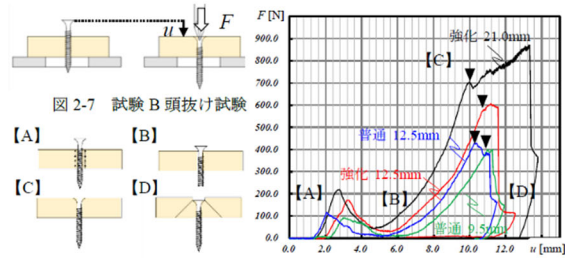 u
F
図 2-7 試験 B 頭抜け試験
【A】
【B】
【C】
【D】
F [N]
900.0
800.0
700.0
600.0
500.0
400.0
300.0
200.0
100.0
0.0
0.0
2.0
4.0
6.0
8.0
10.0
12.0
u [mm]
【C】
強化 21.0mm
普通 12.5mm
強化 12.5mm
【A】
【B】
【D】
普通 9.5mm